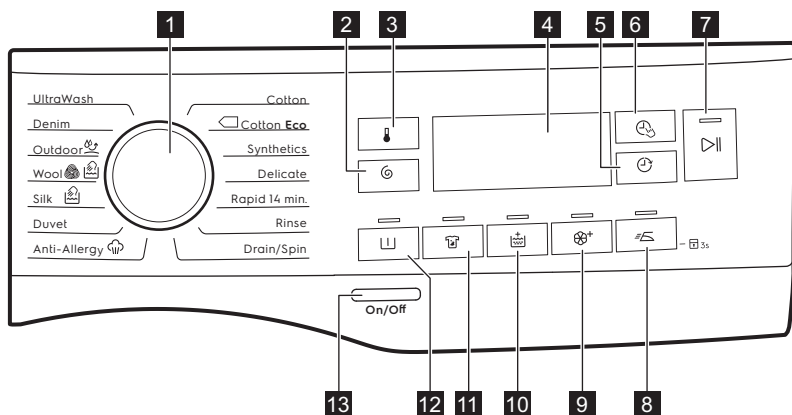 1
2
3
4
5
6
7
UltraWash
Denim
Outdoor
Wool
Silk
Duvet
Anti-Allergy
Cotton
Cotton Eco
Synthetics
Delicate
Rapid 14 min.
Rinse
Drain/Spin
3s
On/Off
13
12
11
10
9
8